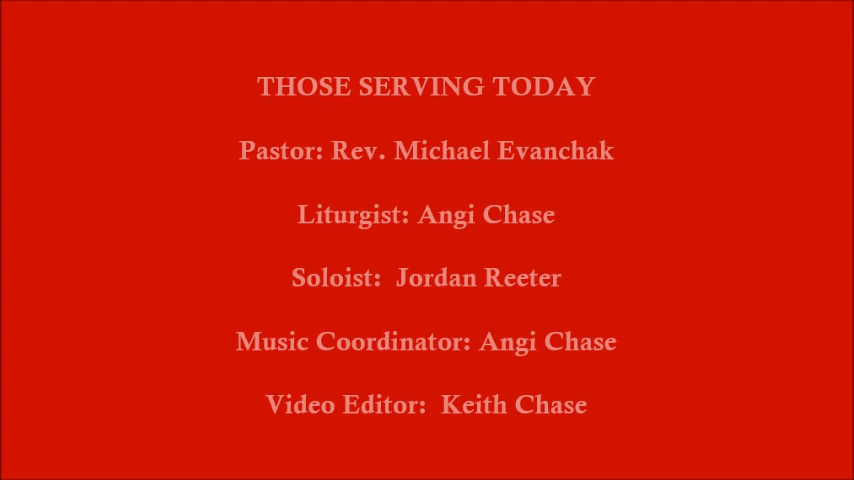 THOSE SERVING TODAY
Pastor: Rev. Michael Evanchak
Liturgist: Angi Chase
Soloist:  Jordan Reeter
Music Coordinator: Angi Chase
Video Editor:  Keith Chase